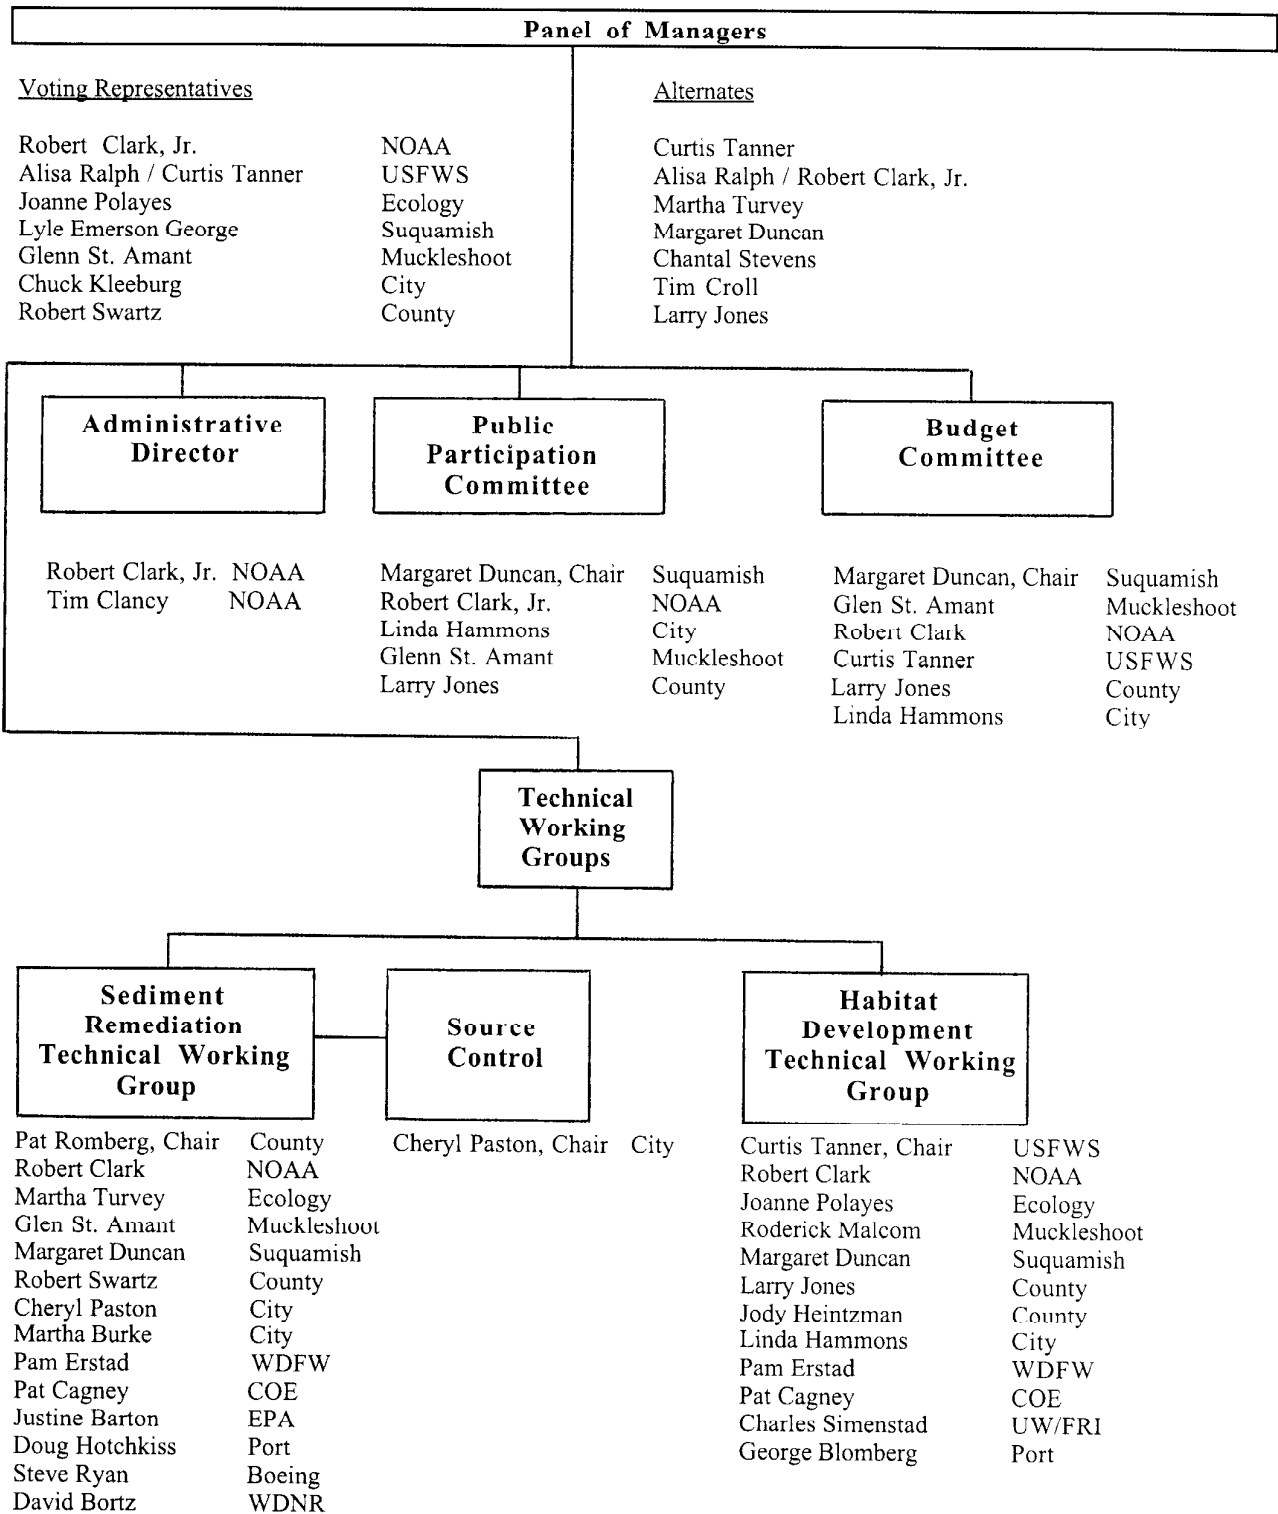 Panel of Managers
Voting Representatives Alternates
Robert Clark, Jr. NOAA Curtis Tanner
Alisa Ralph / Curtis Tanner USFWS Alisa Ralph / Robert Clark, Jr.
Joanne Polayes Ecology Martha Turvey
Lyle Emerson George Suquamish Margaret Duncan
Glenn St. Amant Muckleshoot Chantal Stevens
Chuck Kleeburg City Tim Croll
Robert Swartz County Larry Jones
Administrative
Director
Public
Participation
Committee
Budget
Committee
Robert Clark, Jr. NOAA
Tim Clancy NOAA
Margaret Duncan, Chair Suquamish
Robert Clark, Jr. NOAA
Linda Hammons City
Glenn St. Amant Muckleshoot
Larry Jones County
Margaret Duncan, Chair Suquamish
Glen St. Amant Muckleshoot
Robert Clark NOAA
Curtis Tanner USFWS
Larry Jones County
Linda Hammons City
Technical
Working
Groups
Sediment
Remediation
Technical Working
Group
Source
Control
Habitat
Development
Technical Working
Group
Pat Romberg, Chair County
Robert Clark NOAA
Martha Turvey Ecology
Glen St. Amant Muckleshoot
Margaret Duncan Suquamish
Robert Swartz County
Cheryl Paston City
Martha Burke City
Pam Erstad WDFW
Pat Cagney COE
Justine Barton EPA
Doug Hotchkiss Port
Steve Ryan Boeing
David Bortz WDNR
Cheryl Paston, Chair City
Curtis Tanner, Chair USFWS
Robert Clark NOAA
Joanne Polayes Ecology
Roderick Malcom Muckleshoot
Margaret Duncan Suquamish
Larry Jones County
Jody Heintzman County
Linda Hammons City
Pam Erstad WDFW
Pat Cagney COE
Charles Simenstad UW/FRI
George Blomberg Port